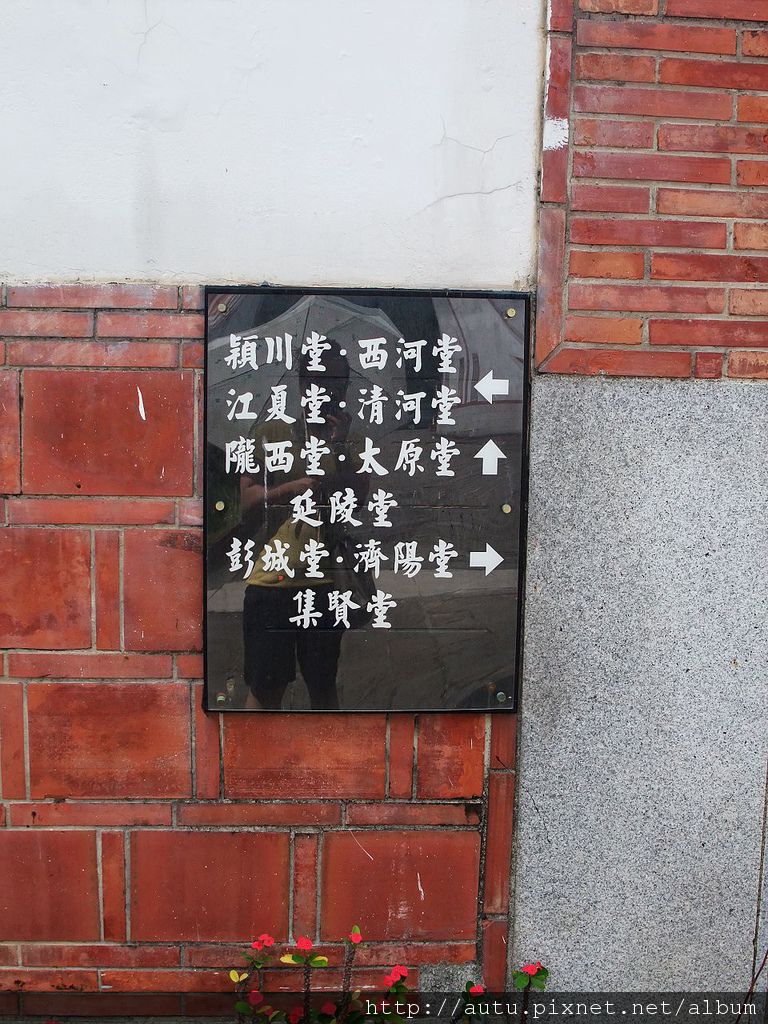 穎川堂·西河堂
江夏堂·清河堂 ←
隴西堂·太原堂 ↑
延陵堂
彭城堂·濟陽堂 →
集賢堂
http://autu.pixnet.net/album